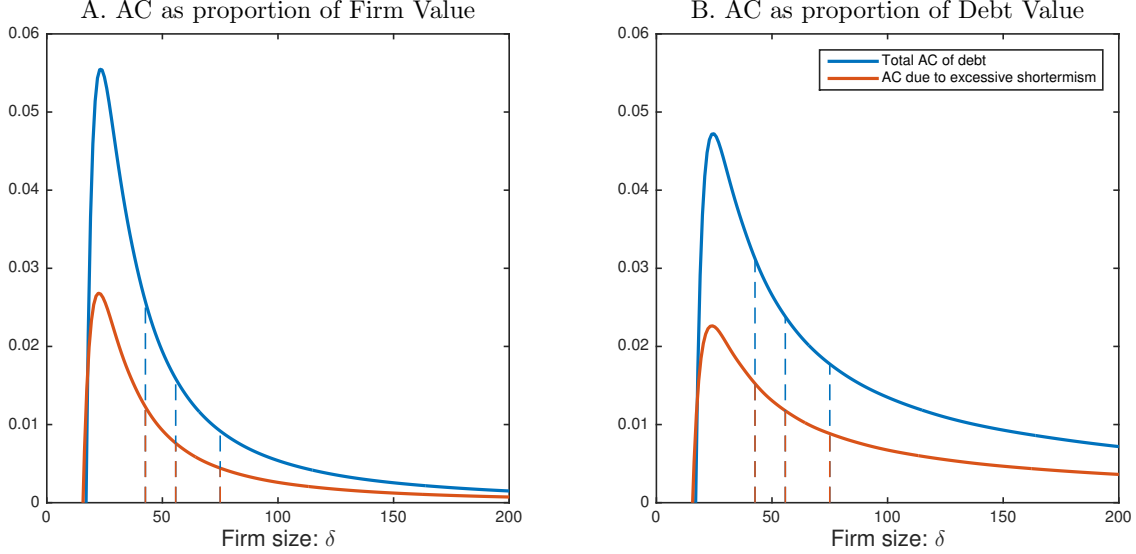 A. AC as proportion of Firm Value
0.06
0.05
0.04
0.03
0.02
0.01
0
0 50 100 150 200
Firm size: δ
B. AC as proportion of Debt Value
Total AC of debt
AC due to excessive shortermism
0.06
0.05
0.04
0.03
0.02
0.01
0
0 50 100 150 200
Firm size: δ